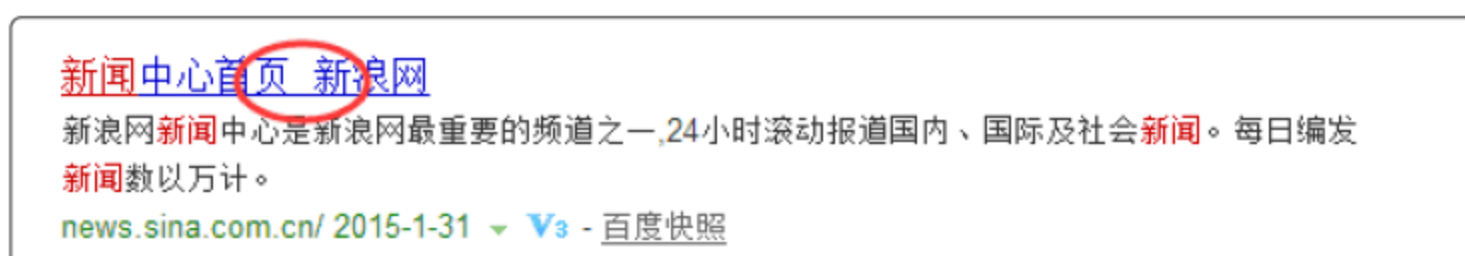 新闻中心首页 新浪网
新浪网新闻中心是新浪网最重要的频道之一,24小时滚动报道国内、国际及社会新闻。每日编发
新闻数以万计。
news.sina.com.cn/ 2015-1-31 V3 - 百度快照